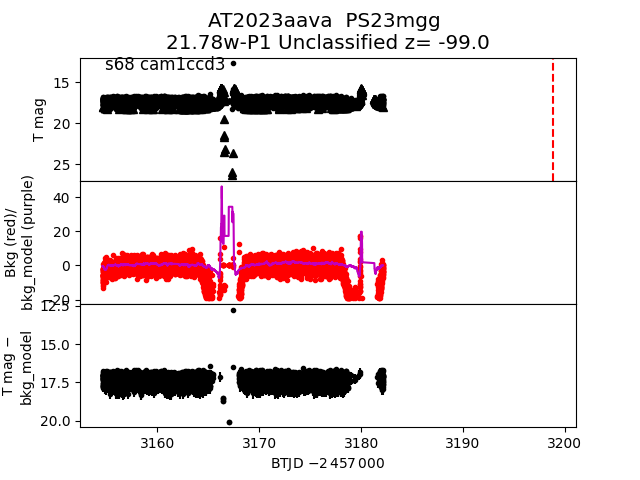 AT2023aava  PS23mgg
21.78w-P1 Unclassified z= -99.0
s68 cam1ccd3
15
20
25
T mag
40
20
0
−20
Bkg (red)/
bkg_model (purple)
12.5
15.0
17.5
20.0
T mag −
bkg_model
3160
3170
3180
3190
3200
BTJD −2 457 000